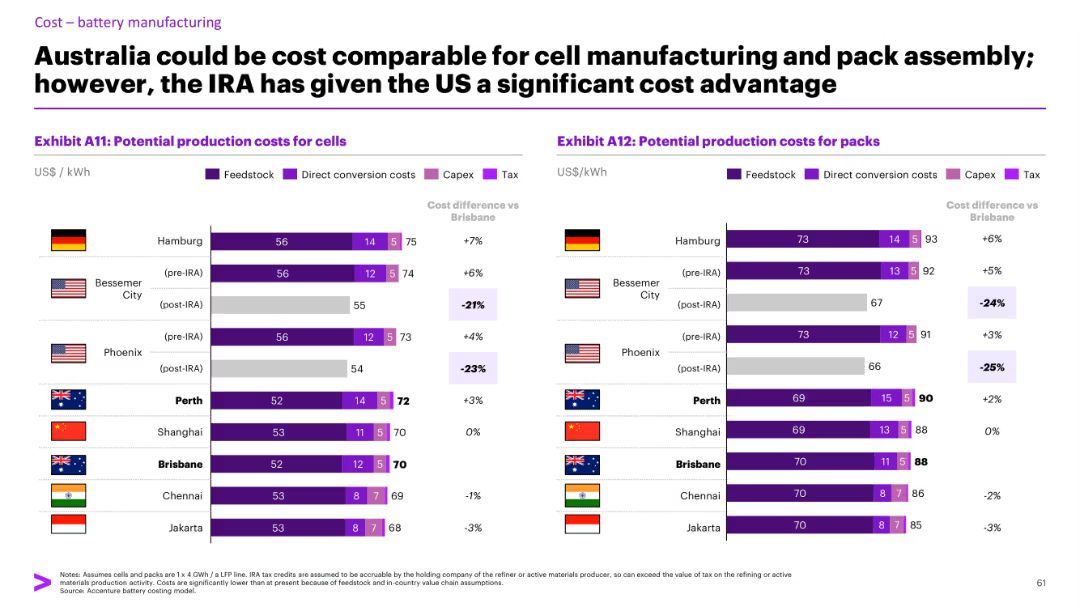 Cost – battery manufacturing
Australia could be cost comparable for cell manufacturing and pack assembly;
however, the IRA has given the US a significant cost advantage
Exhibit A11: Potential production costs for cells
US$ / kWh
Feedstock Direct conversion costs Capex Tax
Cost difference vs
Brisbane
Hamburg 56 14 5 75 +7%
Bessemer
City
(pre-IRA) 56 12 5 74 +6%
(post-IRA) 55 -21%
Phoenix
(pre-IRA) 56 12 5 73 +4%
(post-IRA) 54 -23%
Perth 52 14 5 72 +3%
Shanghai 53 11 5 70 0%
Brisbane 52 12 5 70
Chennai 53 8 7 69 -1%
Jakarta 53 8 7 68 -3%
Exhibit A12: Potential production costs for packs
US$/kWh
Feedstock Direct conversion costs Capex Tax
Cost difference vs
Brisbane
Hamburg 73 14 5 93 +6%
Bessemer
City
(pre-IRA) 73 13 5 92 +5%
(post-IRA) 67 -24%
Phoenix
(pre-IRA) 73 12 5 91 +3%
(post-IRA) 66 -25%
Perth 69 15 5 90 +2%
Shanghai 69 13 5 88 0%
Brisbane 70 11 5 88
Chennai 70 8 7 86 -2%
Jakarta 70 8 7 85 -3%
Notes: Assumes cells and packs are 1 x 4 GWh / a LFP line. IRA tax credits are assumed to be accruable by the holding company of the refiner or active materials producer, so can exceed the value of tax on the refining or active
materials production activity. Costs are significantly lower than at present because of feedstock and in-country value chain assumptions.
Source: Accenture battery costing model.
61